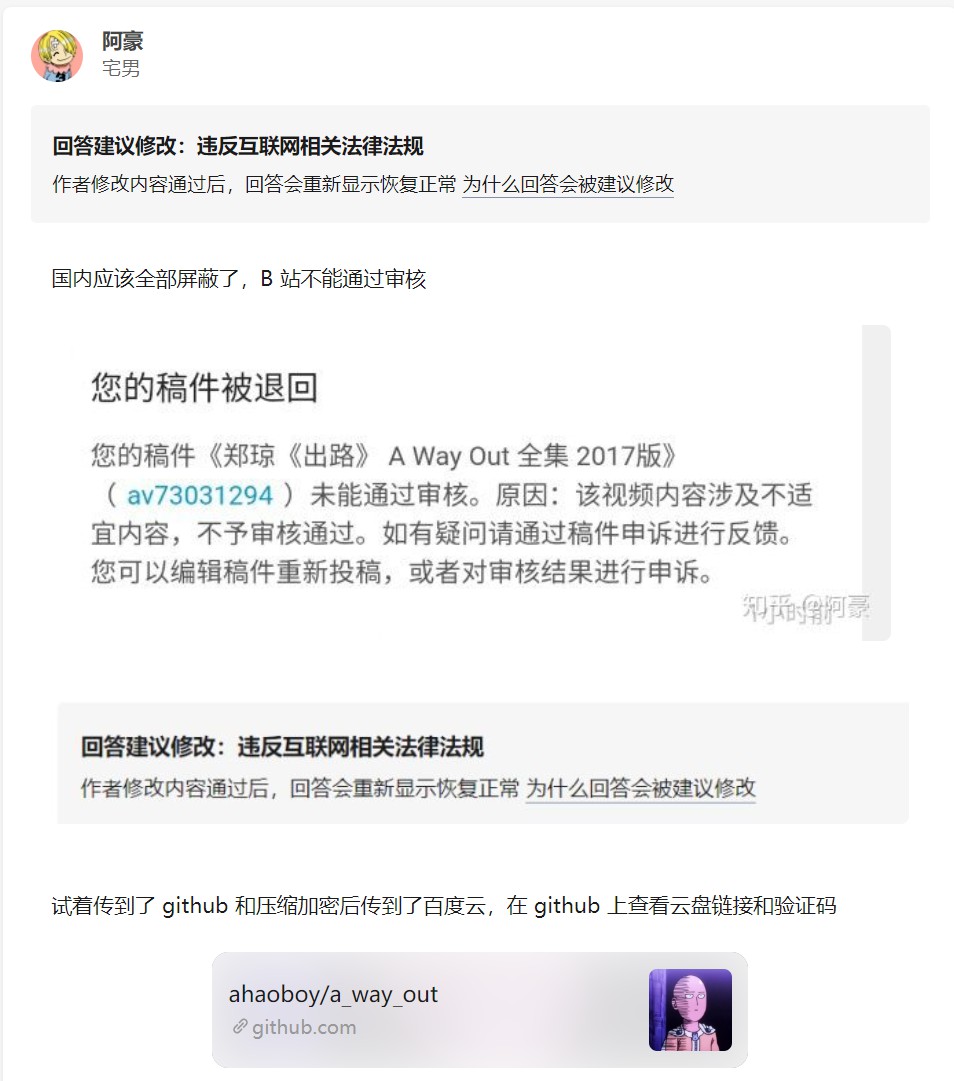 阿豪
宅男
回答建议修改：违反互联网相关法律法规
作者修改内容通过后，回答会重新显示恢复正常 为什么回答会被建议修改
国内应该全部屏蔽了，B 站不能通过审核
您的稿件被退回
您的稿件《郑琼《出路》 A Way Out 全集 2017版》
（ av73031294 ）未能通过审核。原因：该视频内容涉及不适
宜内容，不予审核通过。如有疑问请通过稿件申诉进行反馈。
您可以编辑稿件重新投稿，或者对审核结果进行申诉。
知乎 @阿豪
回答建议修改：违反互联网相关法律法规
作者修改内容通过后，回答会重新显示恢复正常 为什么回答会被建议修改
试着传到了 github 和压缩加密后传到了百度云，在 github 上查看云盘链接和验证码
ahaoboy/a_way_out
github.com